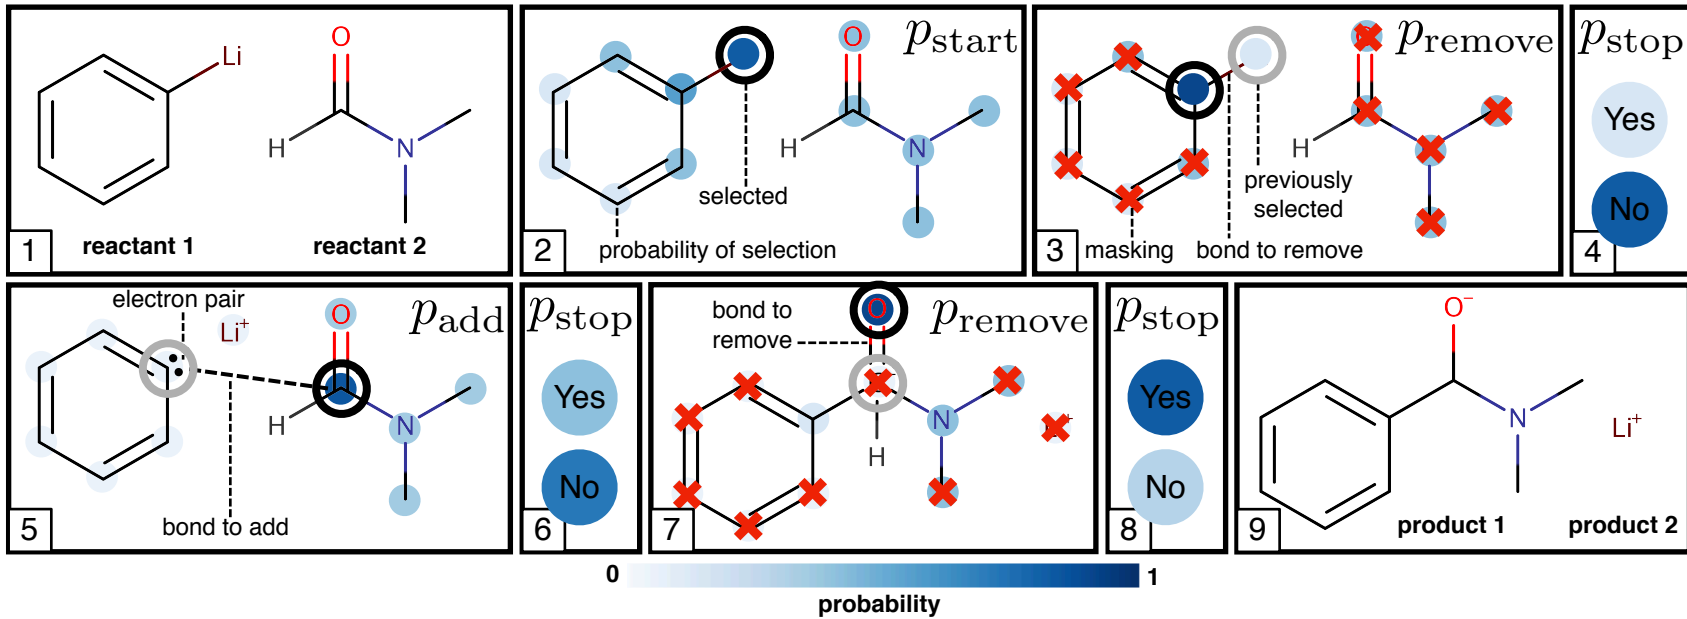 Li
O
H
N
reactant 1
reactant 2
1
p_start
O
H
N
selected
probability of selection
2
p_remove
H
previously
selected
masking
bond to remove
3
p_stop
Yes
No
4
electron pair
Li⁺
O
p_add
H
N
bond to add
5
p_stop
Yes
No
6
bond to
remove
O
p_remove
N
H
7
p_stop
Yes
No
8
O⁻
N
Li⁺
product 1
product 2
9
0
1
probability